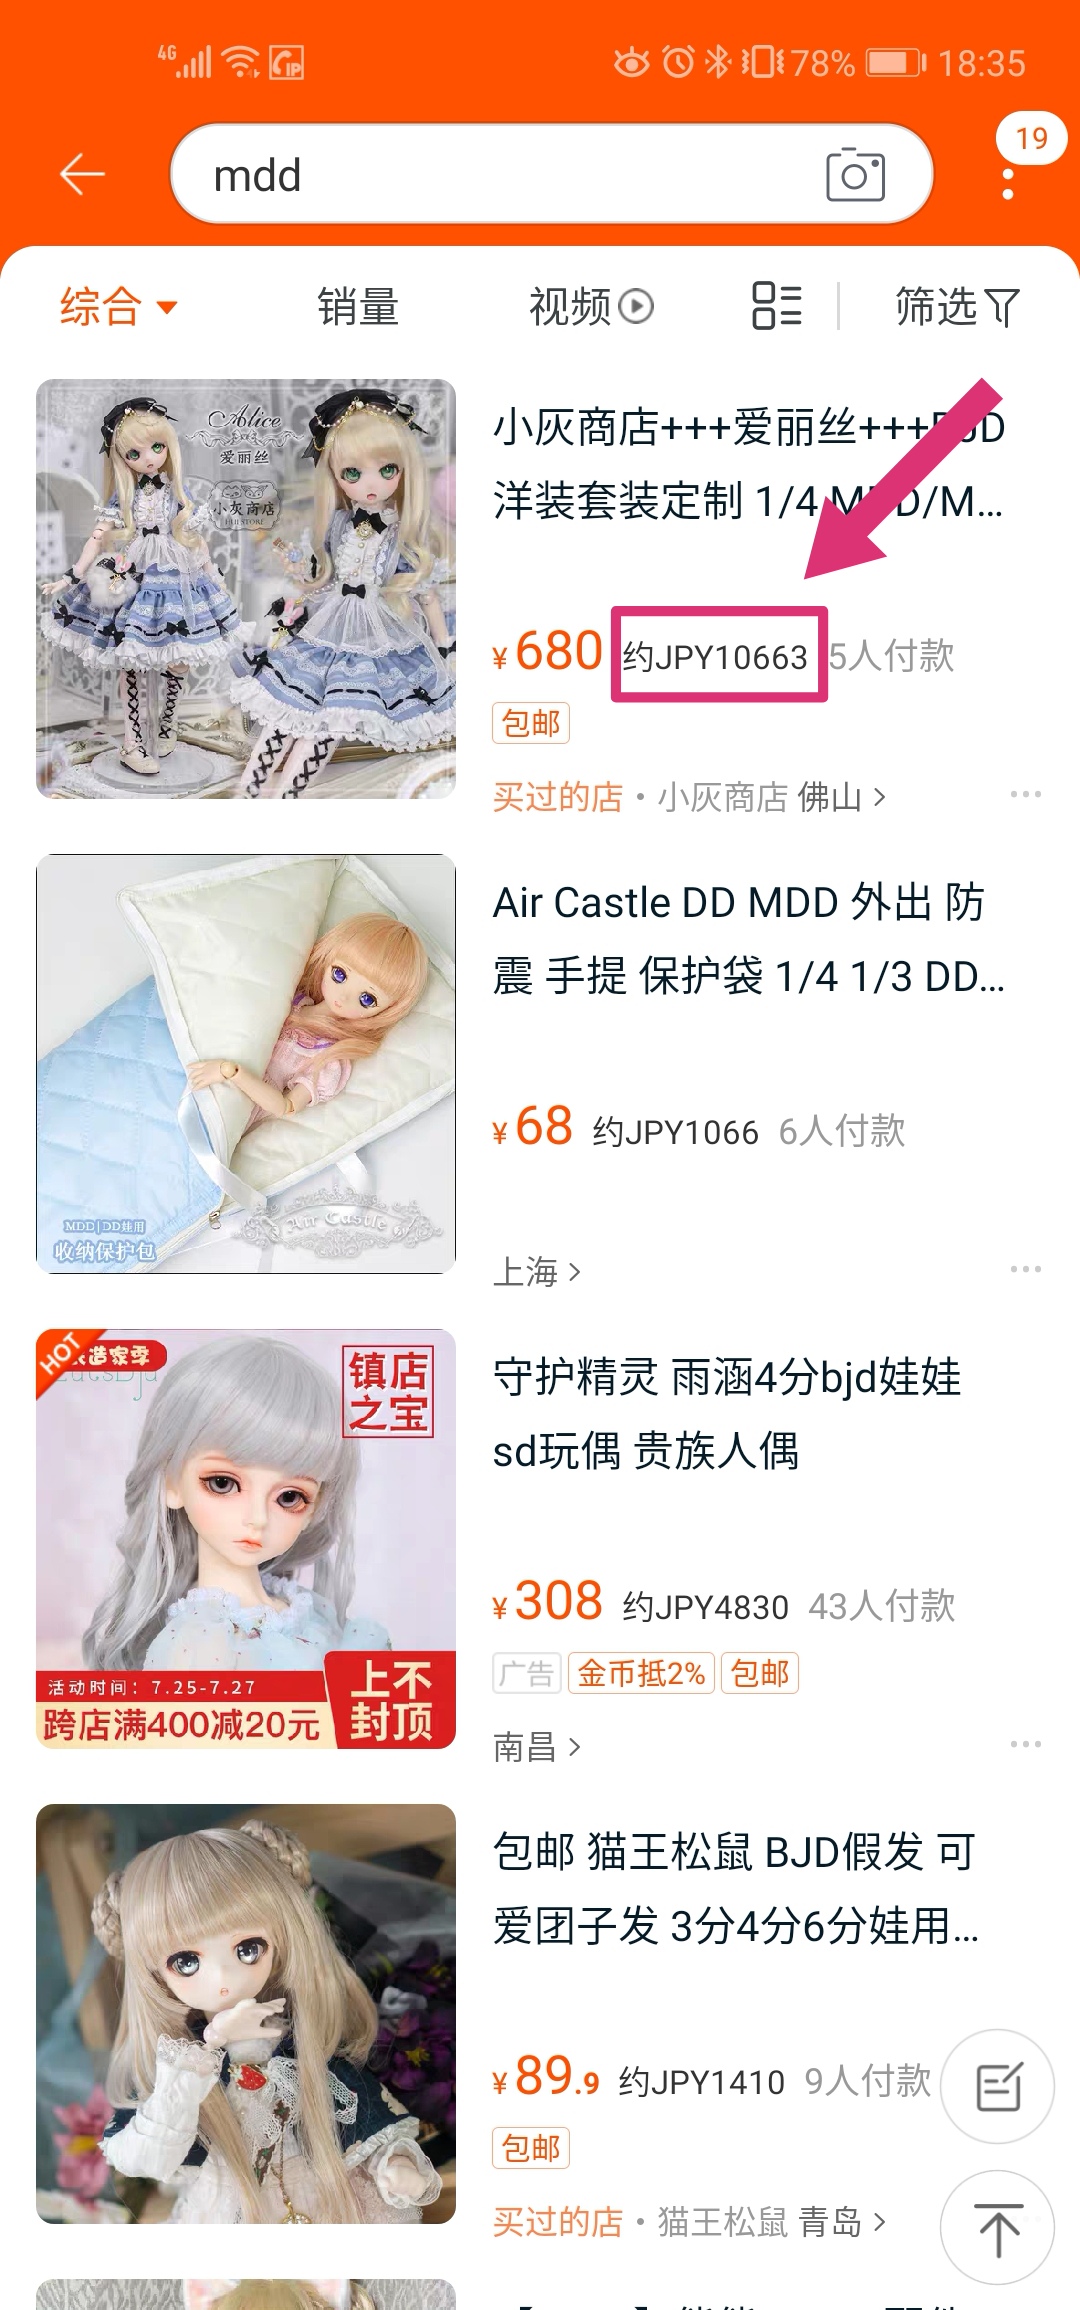 4G 78% 18:35
mdd
19
综合 销量 视频 筛选
Alice
爱丽丝
小灰商店
HUI STORE
小灰商店+++爱丽丝+++BJD
洋装套装定制 1/4 MDD/M...
¥680 约JPY10663 5人付款
包邮
买过的店・小灰商店 佛山 >
Air Castle
MDD|DD娃用
收纳保护包
Air Castle DD MDD 外出 防
震 手提 保护袋 1/4 1/3 DD...
¥68 约JPY1066 6人付款
上海 >
HOT
造家季
镇店
之宝
活动时间：7.25-7.27
跨店满400减20元
上不
封顶
守护精灵 雨涵4分bjd娃娃
sd玩偶 贵族人偶
¥308 约JPY4830 43人付款
广告 金币抵2% 包邮
南昌 >
包邮 猫王松鼠 BJD假发 可
爱团子发 3分4分6分娃用...
¥89.9 约JPY1410 9人付款
包邮
买过的店・猫王松鼠 青岛 >